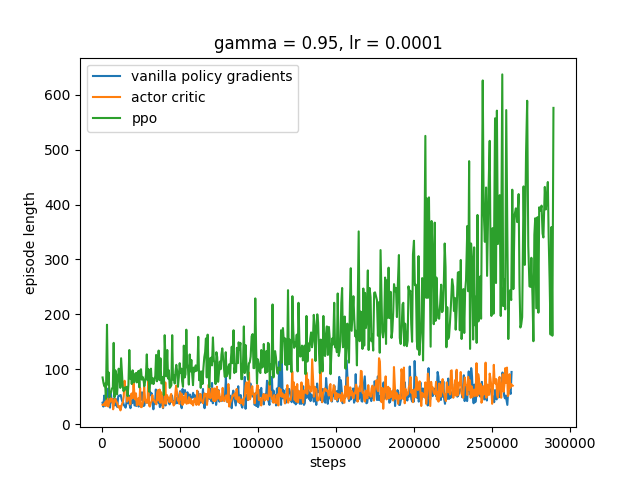 gamma = 0.95, lr = 0.0001
vanilla policy gradients
actor critic
ppo
600
500
400
300
200
100
0
episode length
0 50000 100000 150000 200000 250000 300000
steps